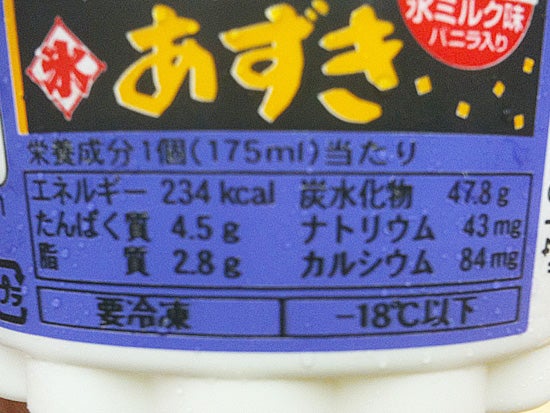 氷ミルク味
バニラ入り
氷 あずき
栄養成分1個(175ml)当たり
エネルギー 234 kcal 炭水化物 47.8 g
たんぱく質 4.5 g ナトリウム 43 mg
脂 質 2.8 g カルシウム 84 mg
要冷凍 -18℃以下
プラ